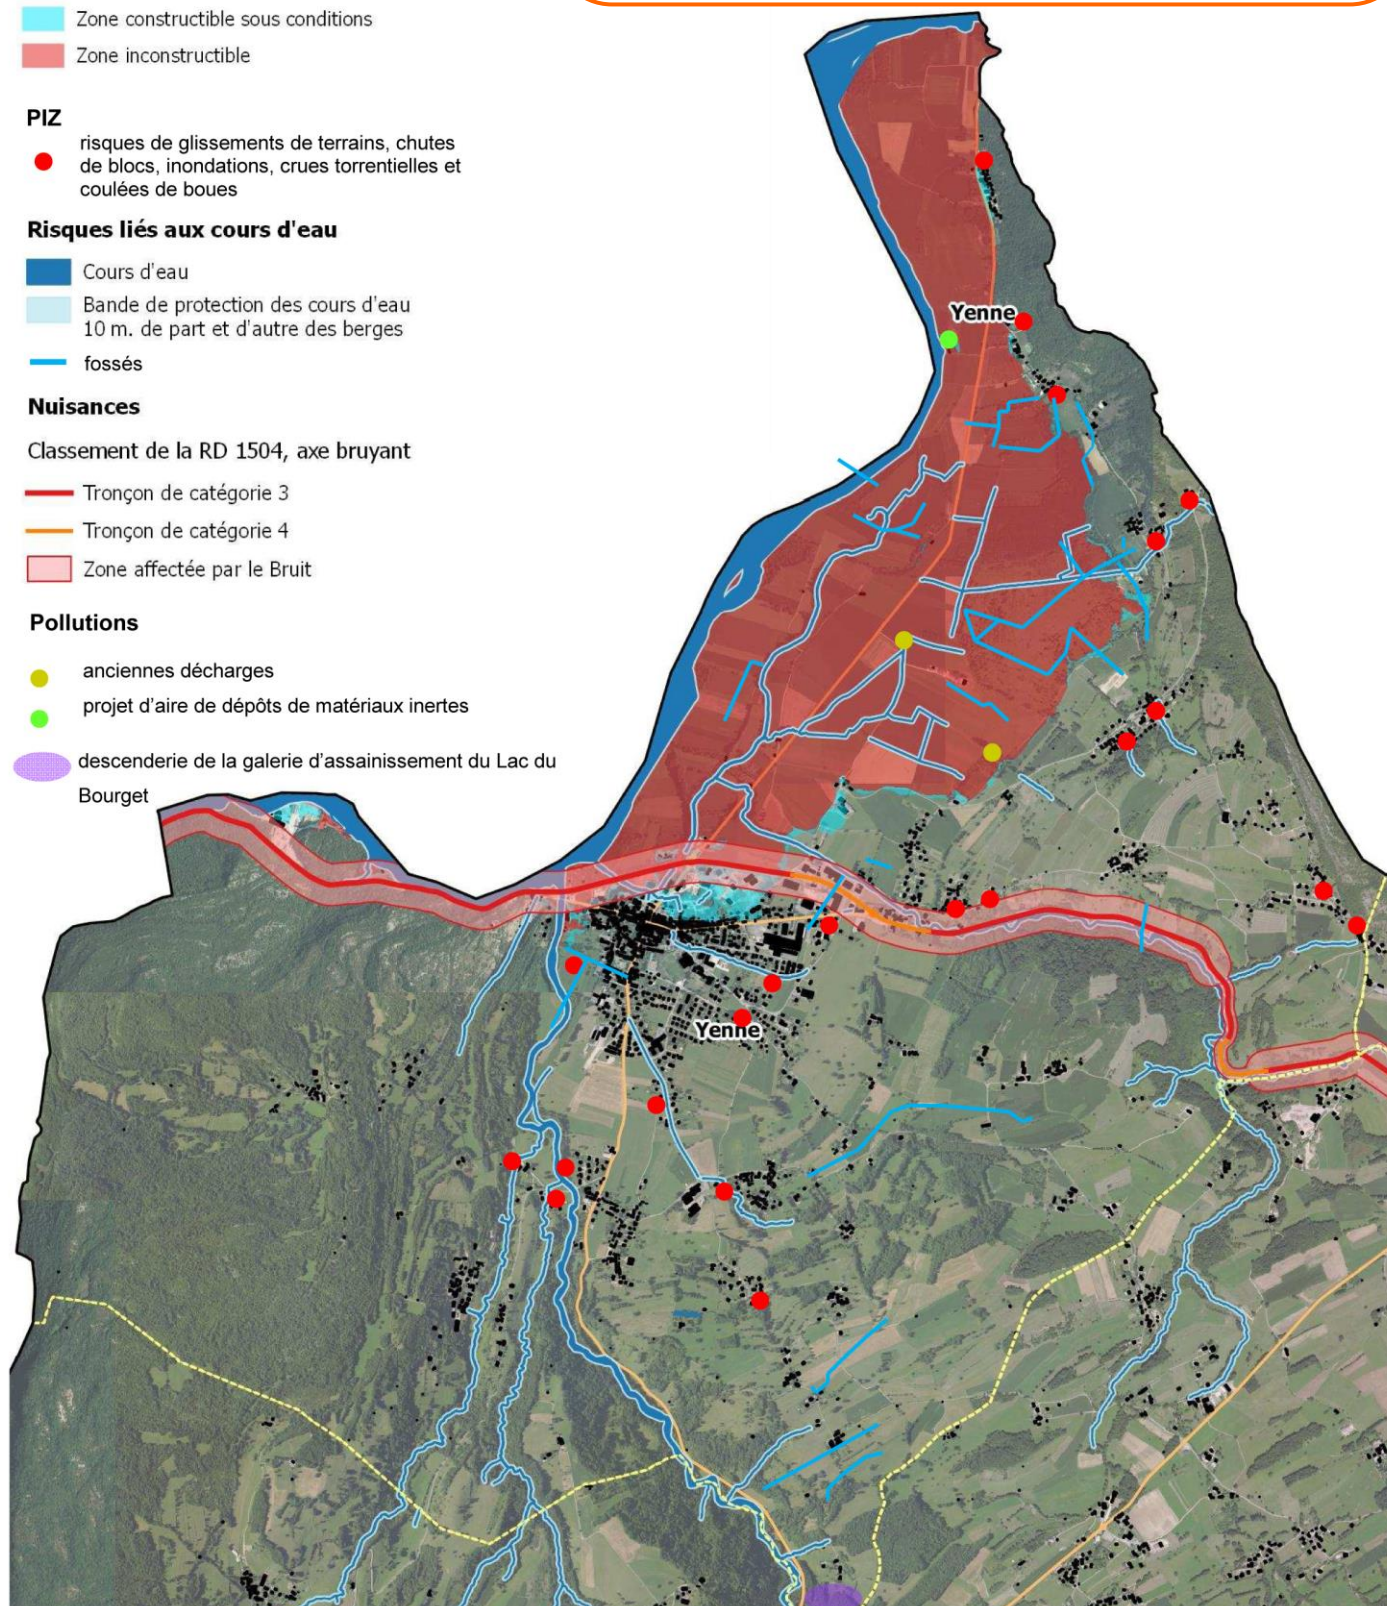 Zone constructible sous conditions
Zone inconstructible
PIZ
risques de glissements de terrains, chutes
de blocs, inondations, crues torrentielles et
coulées de boues
Risques liés aux cours d'eau
Cours d'eau
Bande de protection des cours d'eau
10 m. de part et d'autre des berges
fossés
Nuisances
Classement de la RD 1504, axe bruyant
Tronçon de catégorie 3
Tronçon de catégorie 4
Zone affectée par le Bruit
Pollutions
anciennes décharges
projet d’aire de dépôts de matériaux inertes
descenderie de la galerie d’assainissement du Lac du
Bourget
Yenne
Yenne